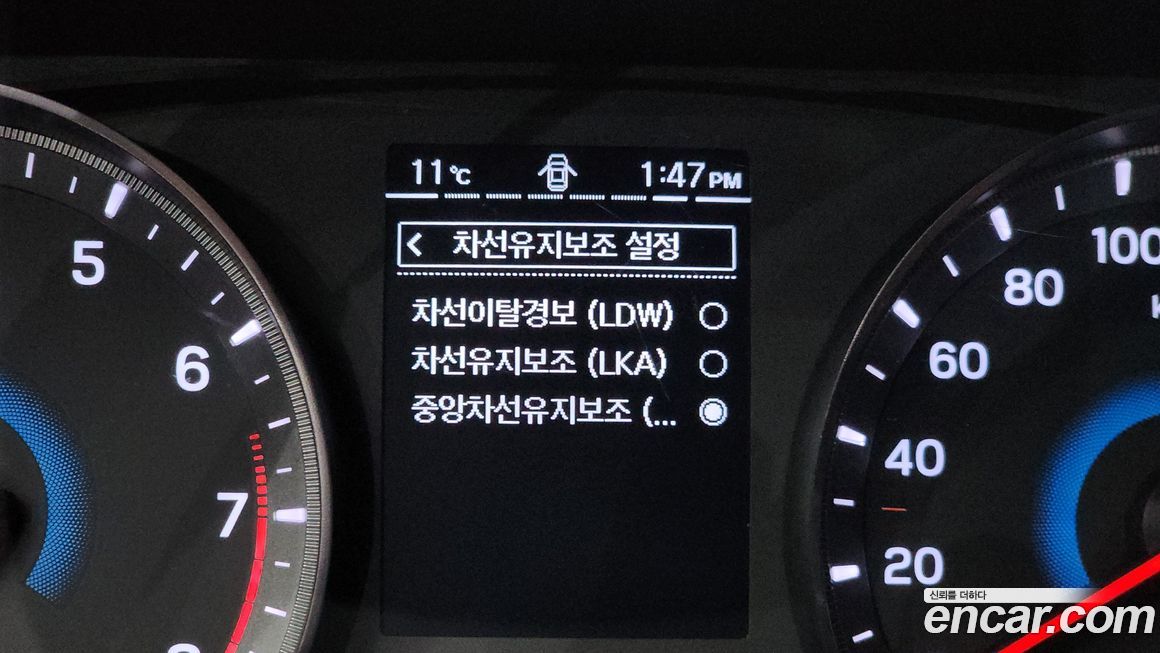 11 ℃ 1:47 PM
< 차선유지보조 설정
차선이탈경보 (LDW)
차선유지보조 (LKA)
중앙차선유지보조 (...
5
6
7
100
80
60
40
20
신뢰를 더하다
encar.com